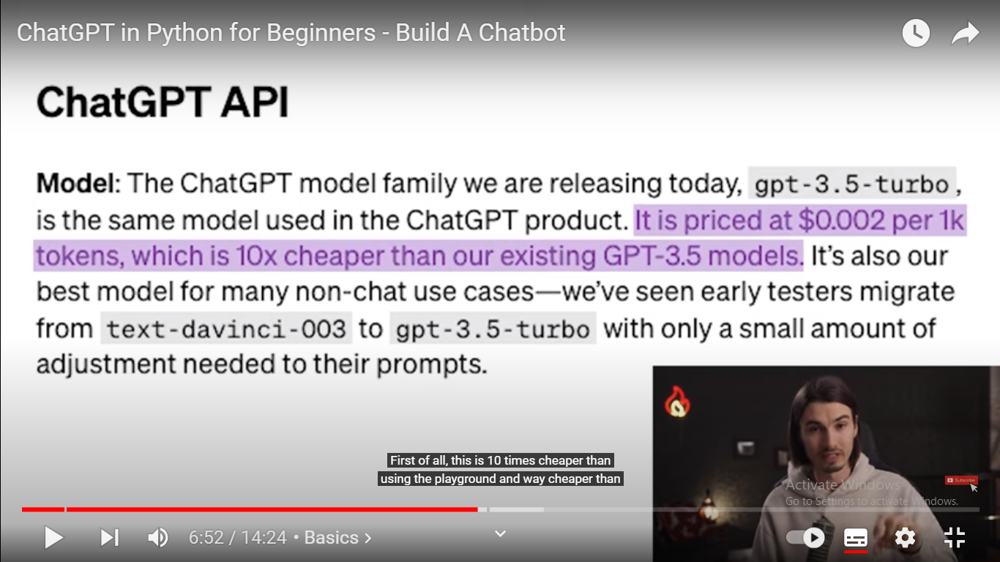 ChatGPT in Python for Beginners - Build A Chatbot
ChatGPT API
Model: The ChatGPT model family we are releasing today, gpt-3.5-turbo,
is the same model used in the ChatGPT product. It is priced at $0.002 per 1k
tokens, which is 10x cheaper than our existing GPT-3.5 models. It’s also our
best model for many non-chat use cases—we’ve seen early testers migrate
from text-davinci-003 to gpt-3.5-turbo with only a small amount of
adjustment needed to their prompts.
First of all, this is 10 times cheaper than
using the playground and way cheaper than
Subscribe
Activate Windows
Go to Settings to activate Windows.
6:52 / 14:24 • Basics >